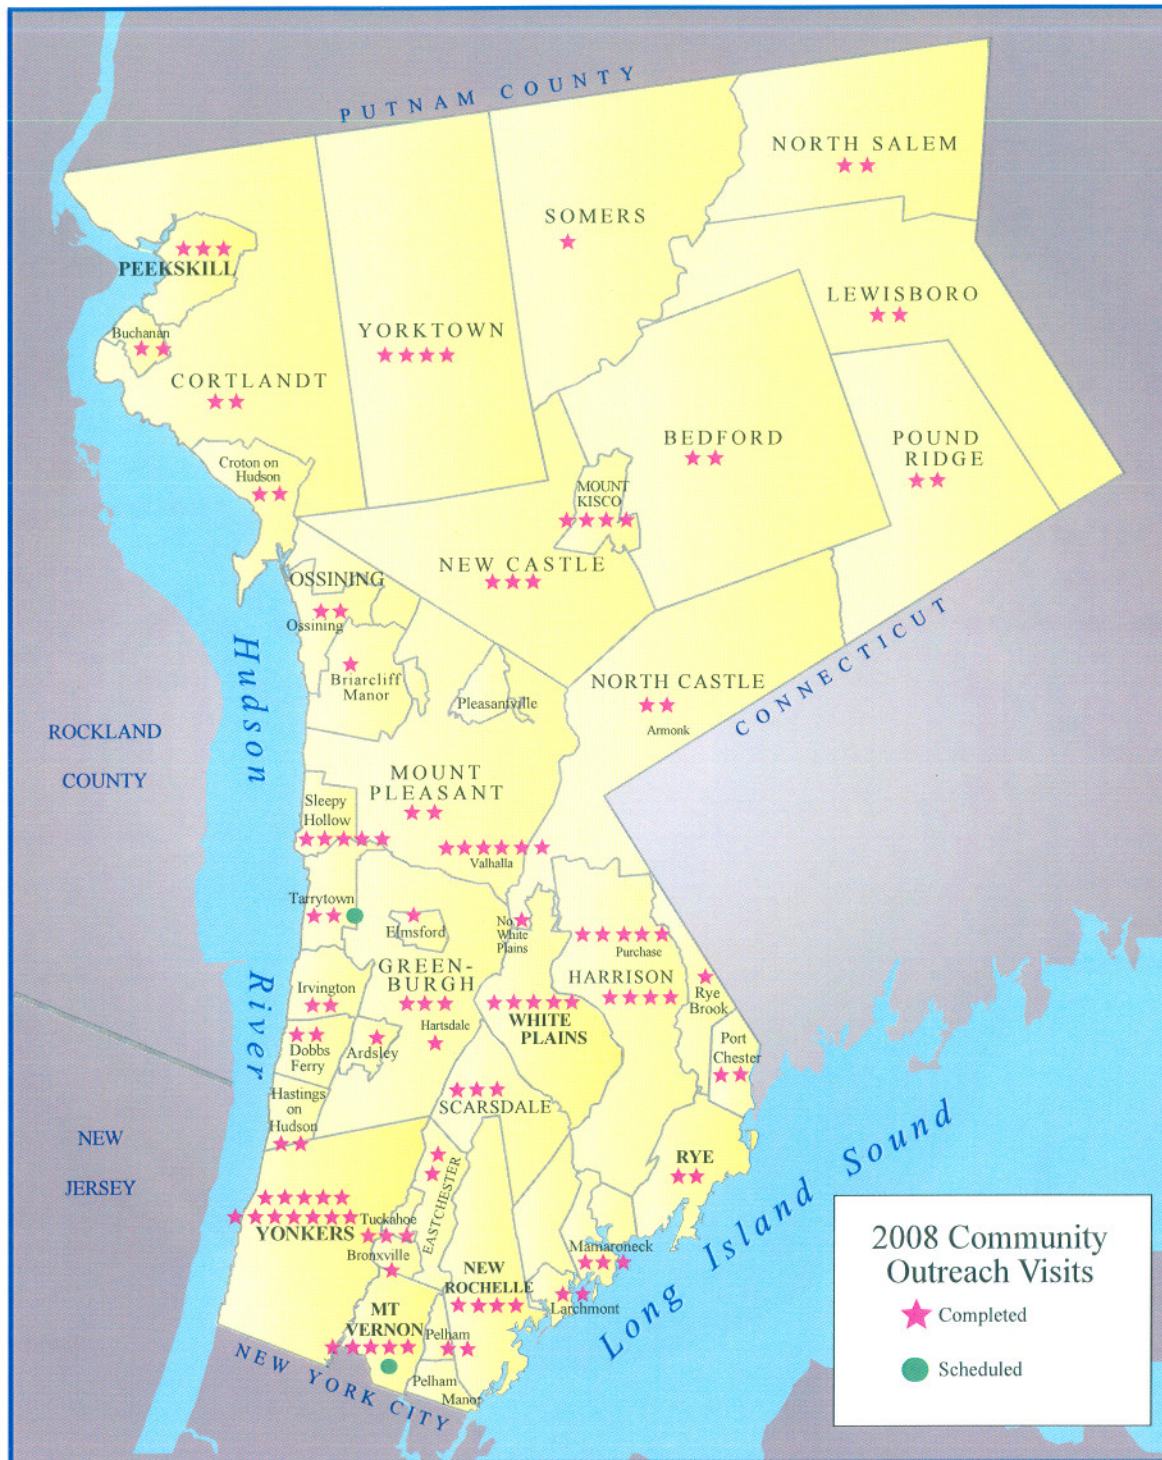 PUTNAM COUNTY
NORTH SALEM
SOMERS
PEEKSKILL
LEWISBORO
Buchanan
YORKTOWN
CORTLANDT
BEDFORD
POUND
RIDGE
Croton on
Hudson
MOUNT
KISCO
NEW CASTLE
OSSINING
Ossining
Briarcliff
Manor
Pleasantville
NORTH CASTLE
Armonk
CONNECTICUT
Hudson
River
ROCKLAND
COUNTY
MOUNT
PLEASANT
Sleepy
Hollow
Valhalla
Tarrytown
Elmsford
No
White
Plains
Purchase
GREEN-
BURGH
HARRISON
Irvington
Rye
Brook
Hartsdale
WHITE
PLAINS
Dobbs
Ferry
Ardsley
Port
Chester
Hastings
on
Hudson
SCARSDALE
NEW
JERSEY
RYE
EASTCHESTER
YONKERS
Tuckahoe
Bronxville
Mamaroneck
NEW
ROCHELLE
Larchmont
MT
VERNON
Pelham
Pelham
Manor
NEW YORK CITY
Long Island Sound
2008 Community
Outreach Visits
Completed
Scheduled